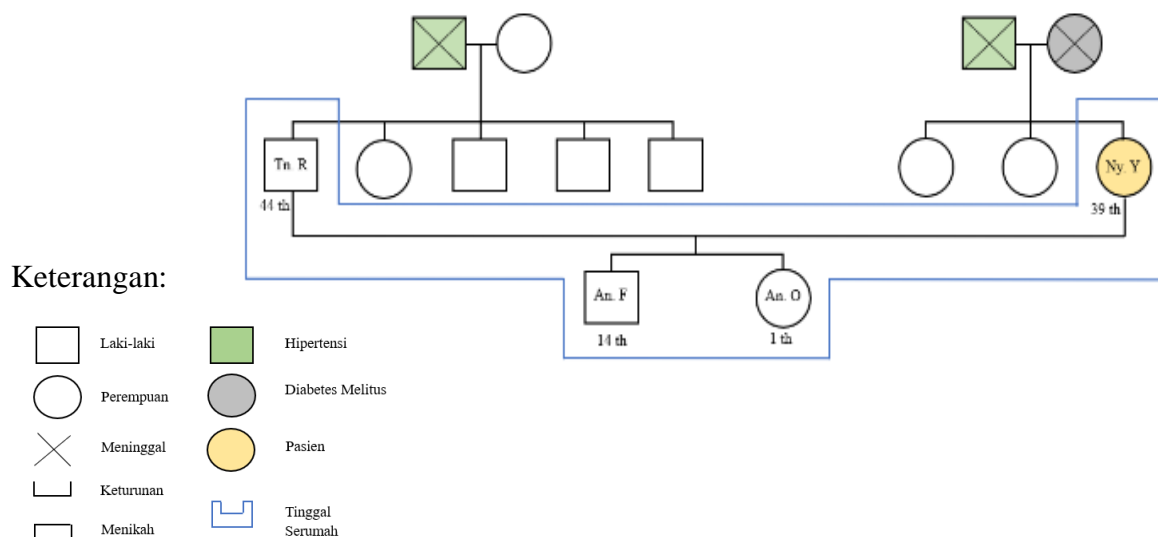 Tn. R
Ny. Y
44 th
39 th
An. F
An. O
14 th
1 th
Keterangan:
Laki-laki
Hipertensi
Perempuan
Diabetes Melitus
Meninggal
Pasien
Keturunan
Tinggal
Serumah
Menikah